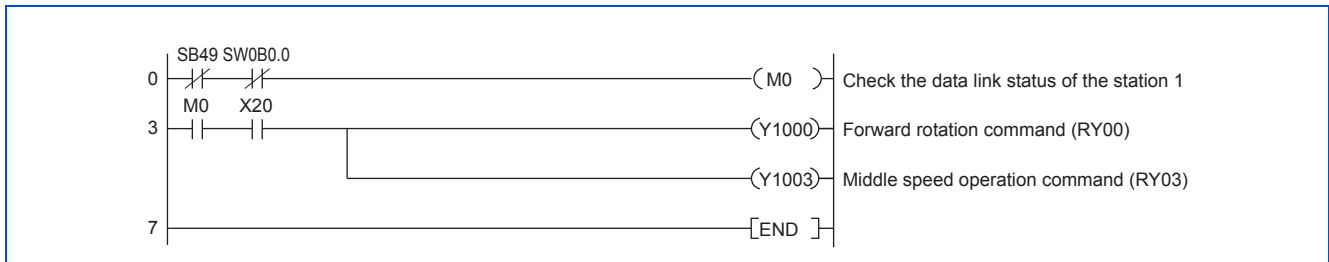 SB49 SW0B0.0
0 M0 Check the data link status of the station 1
M0 X20
3 Y1000 Forward rotation command (RY00)
Y1003 Middle speed operation command (RY03)
7 END